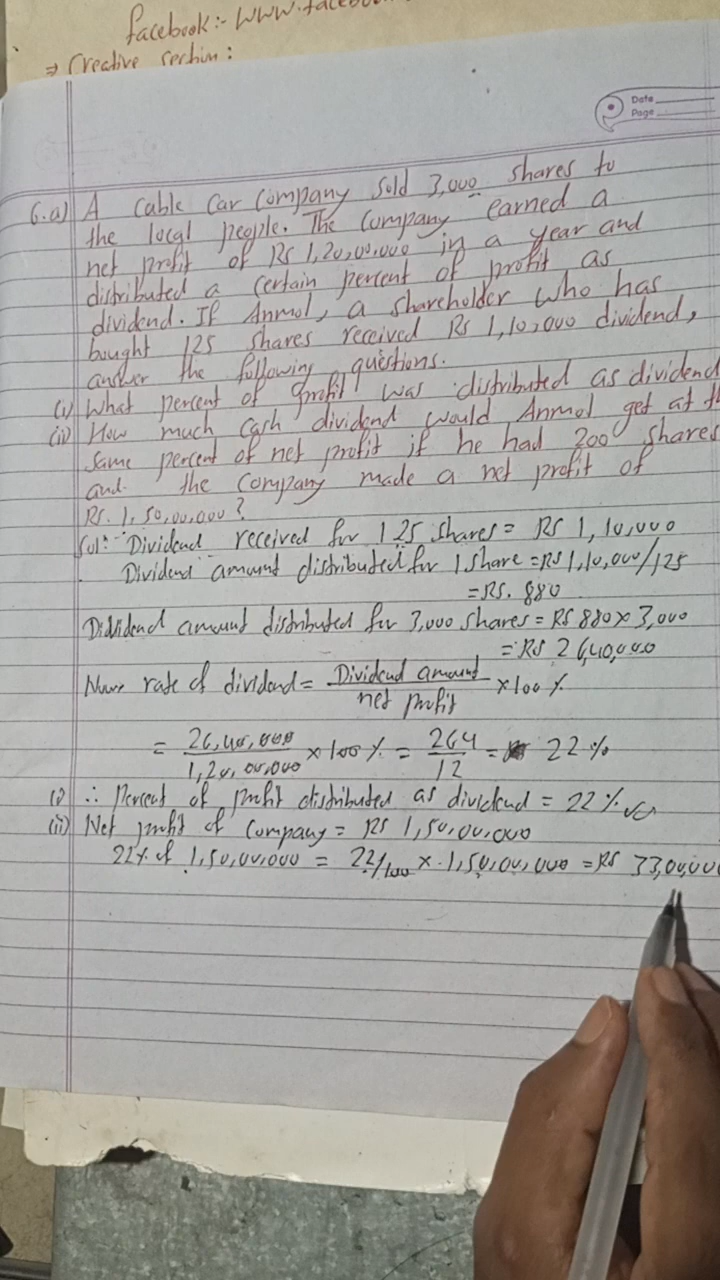 facebook:- www.facebo
⇒ Creative section:
Date
Page
6.a) A cable car company sold 3,000 shares to
the local people. The company earned a
net profit of Rs 1,20,00,000 in a year and
distributed a certain percent of profit as
dividend. If Anmol, a shareholder who has
bought 125 shares received Rs 1,10,000 dividend,
answer the following questions.
(i) What percent of profit was distributed as dividend
(ii) How much cash dividend would Anmol get at th
same percent of net profit if he had 200 shares
and the company made a net profit of
Rs. 1,50,00,000?
Sol:- Dividend received for 125 shares = Rs 1,10,000
Dividend amount distributed for 1 share = Rs 1,10,000/125
= Rs. 880
Dividend amount distributed for 3,000 shares = Rs 880 × 3,000
= Rs 26,40,000
Now rate of dividend = Dividend amount / net profit × 100 %
= 26,40,000 / 1,20,00,000 × 100 % = 264 / 12 = 22 %
(i) ∴ Percent of profit distributed as dividend = 22 %
(ii) Net profit of Company = Rs 1,50,00,000
22% of 1,50,00,000 = 22/100 × 1,50,00,000 = Rs 33,00,000